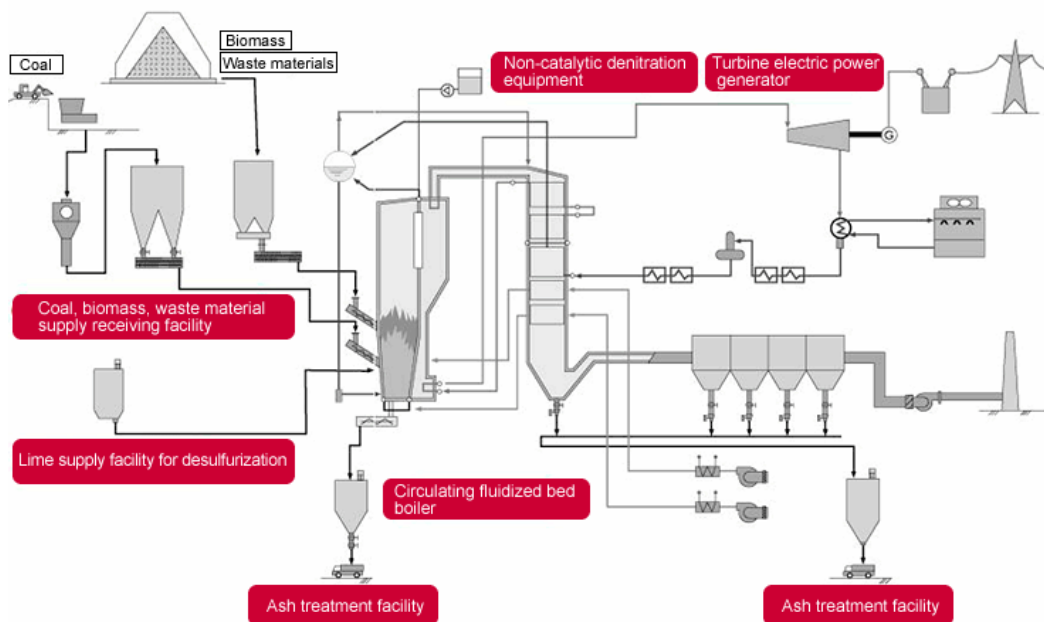 Biomass
Waste materials
Coal
Non-catalytic denitration
equipment
Turbine electric power
generator
G
Coal, biomass, waste material
supply receiving facility
Lime supply facility for desulfurization
Circulating fluidized bed
boiler
Ash treatment facility
Ash treatment facility